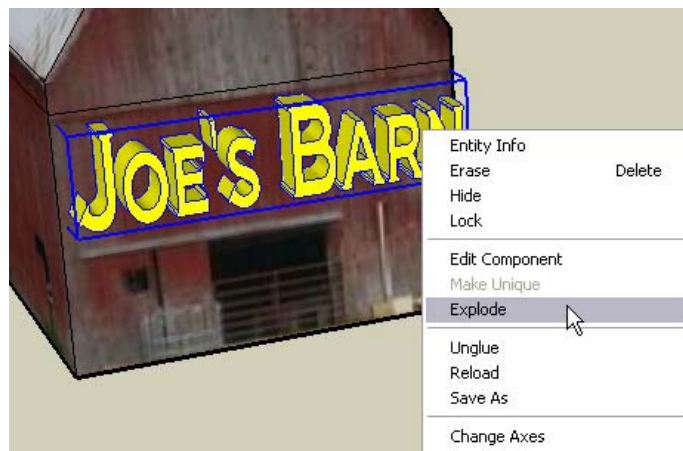 JOE'S BARN
Entity Info
Erase Delete
Hide
Lock
Edit Component
Make Unique
Explode
Unglue
Reload
Save As
Change Axes